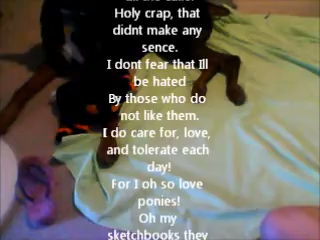 Holy crap, that
didnt make any
sence.
I dont fear that Ill
be hated
By those who do
not like them.
I do care for, love,
and tolerate each
day!
For I oh so love
ponies!
Oh my
sketchbooks they